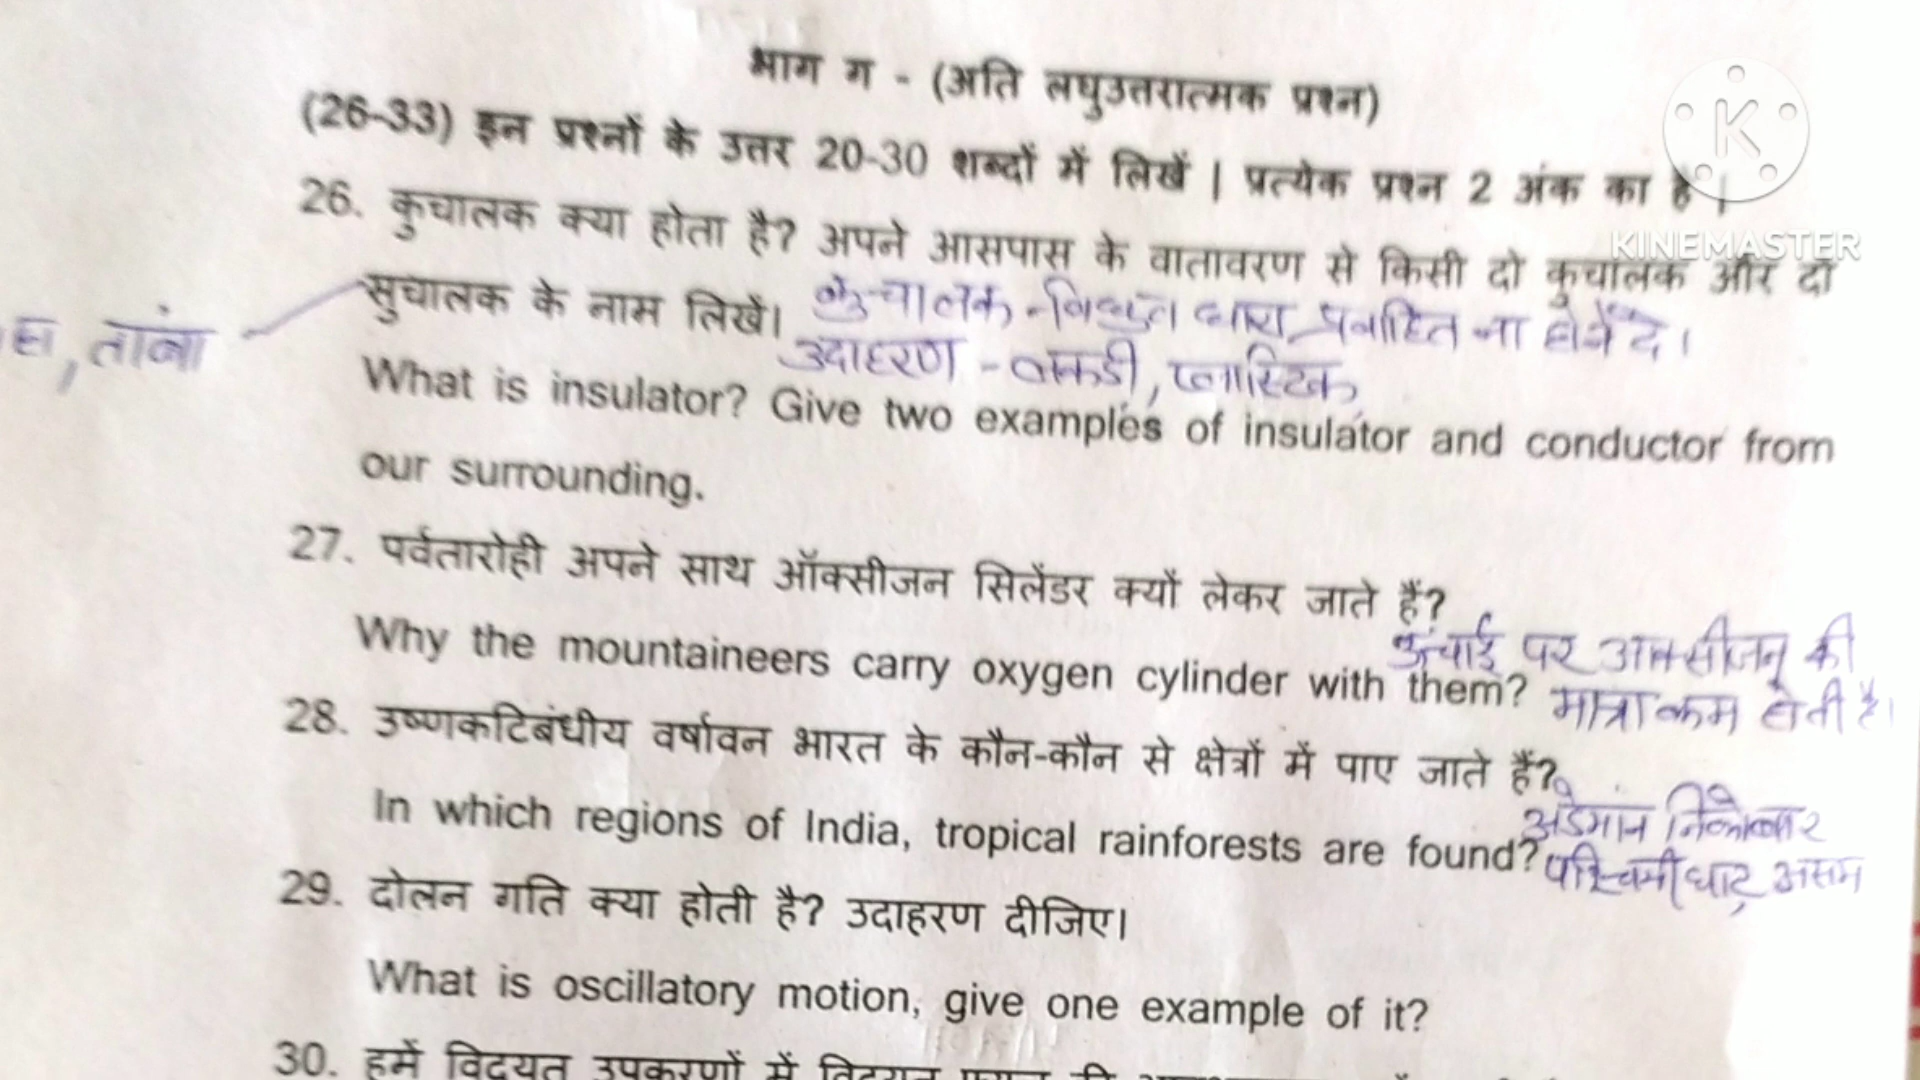 भाग ग - (अति लघुउत्तरात्मक प्रश्न)
(26-33) इन प्रश्नों के उत्तर 20-30 शब्दों में लिखें | प्रत्येक प्रश्न 2 अंक का है |
KINEMASTER
26. कुचालक क्या होता है? अपने आसपास के वातावरण से किसी दो कुचालक और दो
सुचालक के नाम लिखें। कुचालक - विधुत धारा प्रवाहित ना होने दे।
, तांबा
उदाहरण - लकडी, प्लास्टिक
What is insulator? Give two examples of insulator and conductor from
our surrounding.
27. पर्वतारोही अपने साथ ऑक्सीजन सिलेंडर क्यों लेकर जाते हैं?
ऊंचाई पर आक्सीजन की
Why the mountaineers carry oxygen cylinder with them? मात्रा कम होती है।
28. उष्णकटिबंधीय वर्षावन भारत के कौन-कौन से क्षेत्रों में पाए जाते हैं?
अंडमान निकोबार
In which regions of India, tropical rainforests are found? पश्चिमी घाट, असम
29. दोलन गति क्या होती है? उदाहरण दीजिए।
What is oscillatory motion, give one example of it?
30. हमें विद्युत उपकरणों में विद्युत